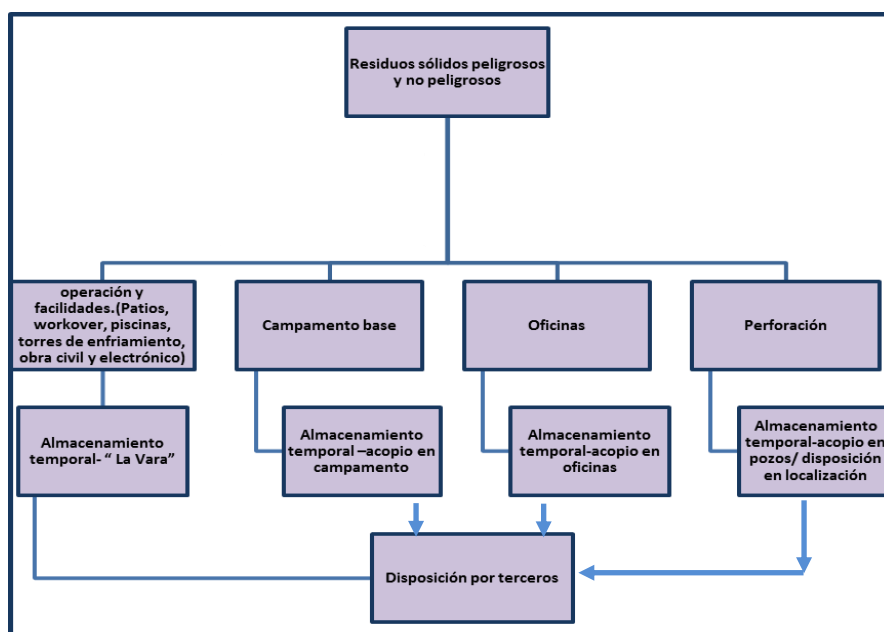 Residuos sólidos peligrosos
y no peligrosos
operación y
facilidades.(Patios,
workover, piscinas,
torres de enfriamiento,
obra civil y electrónico)
Campamento base
Oficinas
Perforación
Almacenamiento
temporal- “ La Vara”
Almacenamiento
temporal –acopio en
campamento
Almacenamiento
temporal-acopio en
oficinas
Almacenamiento
temporal-acopio en
pozos/ disposición
en localización
Disposición por terceros